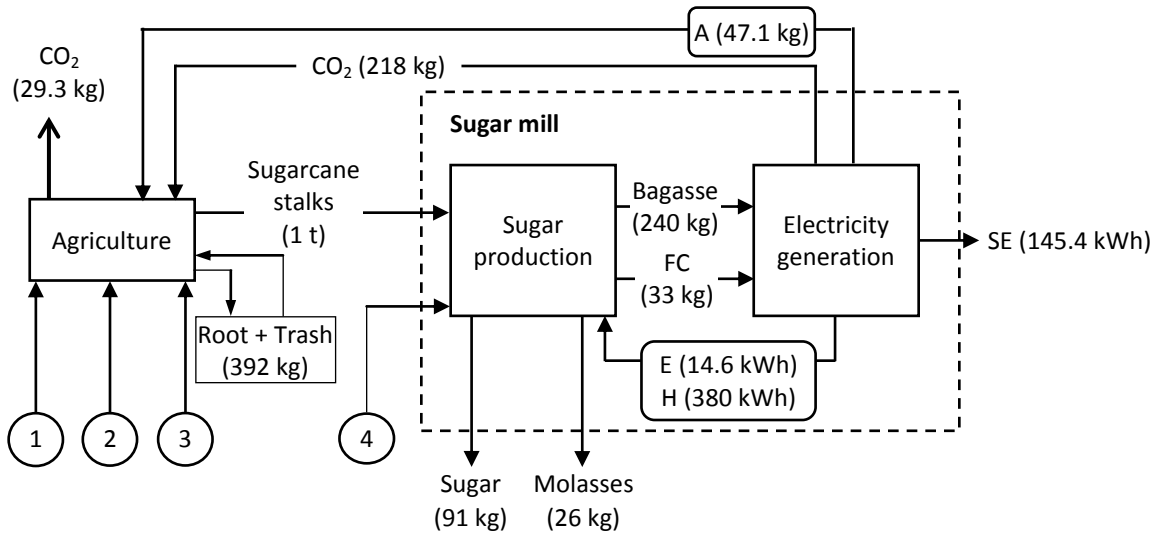 A (47.1 kg)
CO₂
(29.3 kg)
CO₂ (218 kg)
Sugar mill
Sugarcane
stalks
(1 t)
Agriculture
Sugar
production
Bagasse
(240 kg)
FC
(33 kg)
Electricity
generation
SE (145.4 kWh)
Root + Trash
(392 kg)
E (14.6 kWh)
H (380 kWh)
1
2
3
4
Sugar
(91 kg)
Molasses
(26 kg)